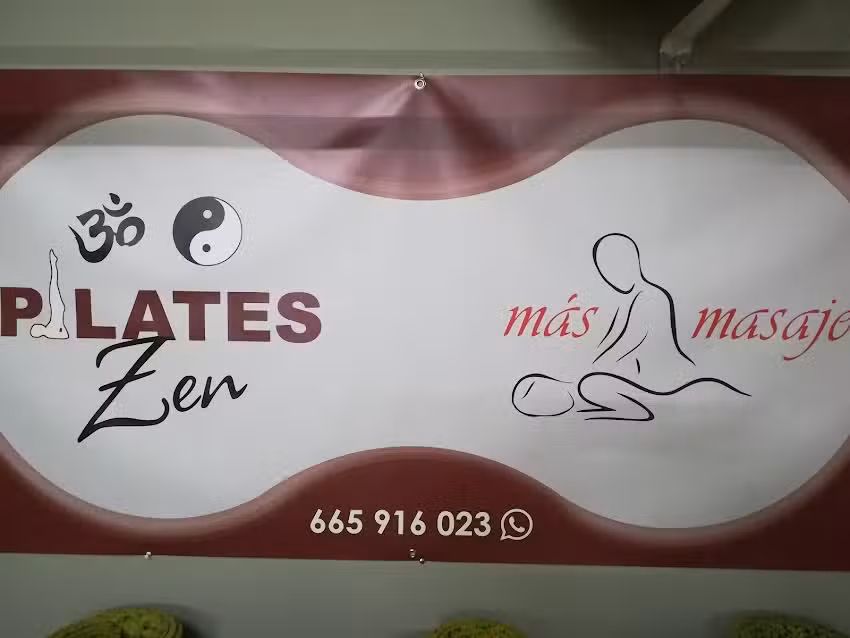 ॐ
PILATES
Zen
más masaje
665 916 023